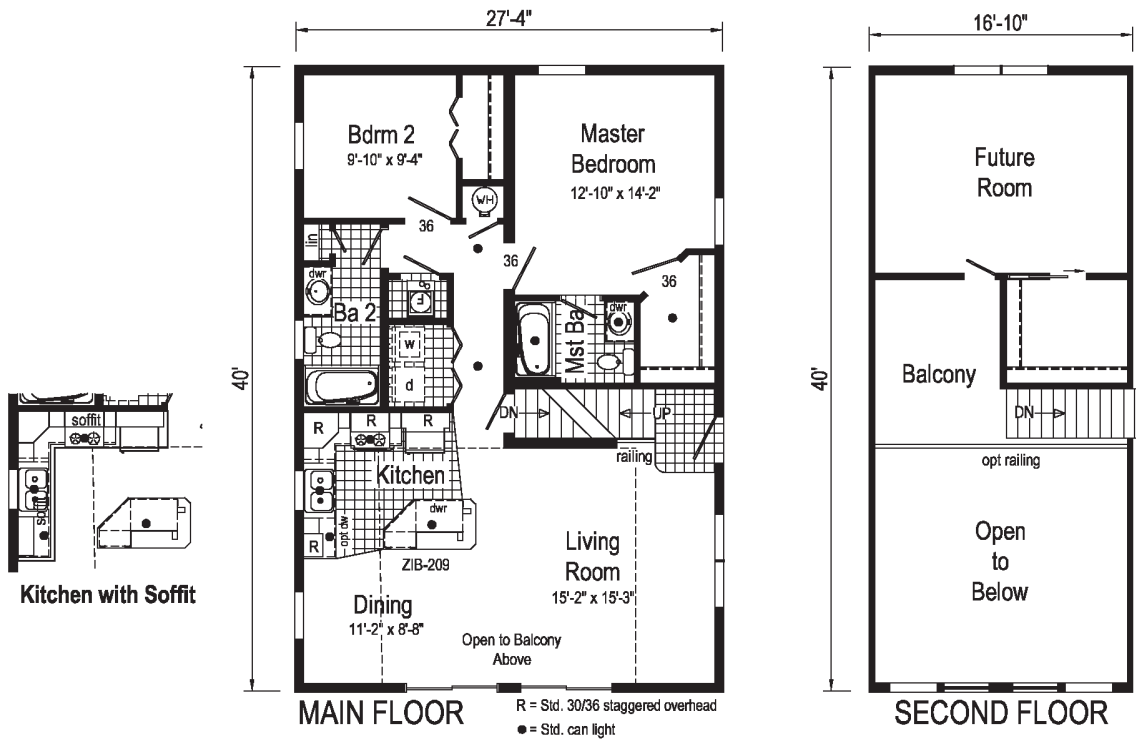 27'-4"
16'-10"
40'
40'
Bdrm 2
9'-10" x 9'-4"
Master
Bedroom
12'-10" x 14'-2"
WH
36
36
36
lin
dwr
Ba 2
F
w
d
Mst Ba
dwr
DN
UP
railing
R
R
R
Kitchen
opt dw
R
dwr
ZIB-209
Living
Room
15'-2" x 15'-3"
Dining
11'-2" x 8'-8"
Open to Balcony
Above
MAIN FLOOR
R = Std. 30/36 staggered overhead
● = Std. can light
soffit
soffit
Kitchen with Soffit
Future
Room
Balcony
DN
opt railing
Open
to
Below
SECOND FLOOR